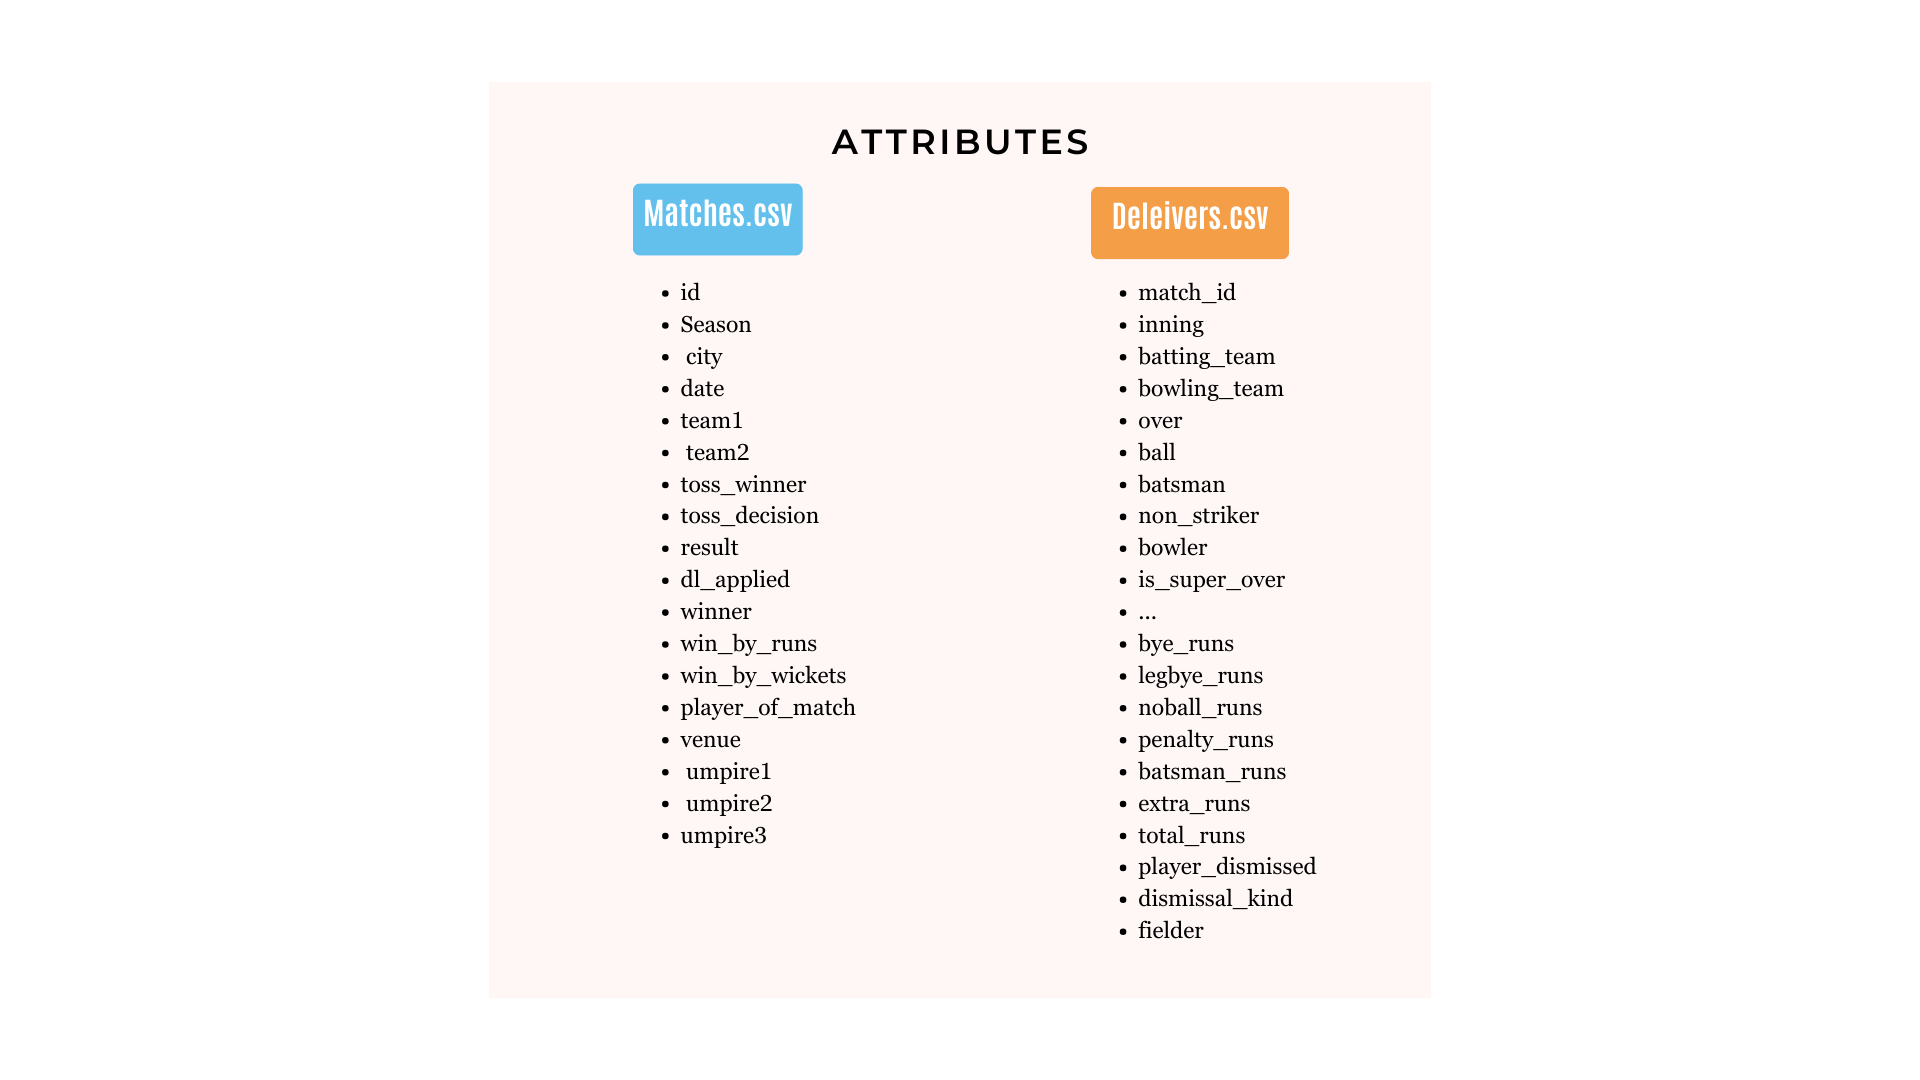 ATTRIBUTES
Matches.csv
• id
• Season
• city
• date
• team1
• team2
• toss_winner
• toss_decision
• result
• dl_applied
• winner
• win_by_runs
• win_by_wickets
• player_of_match
• venue
• umpire1
• umpire2
• umpire3
Deleivers.csv
• match_id
• inning
• batting_team
• bowling_team
• over
• ball
• batsman
• non_striker
• bowler
• is_super_over
• ...
• bye_runs
• legbye_runs
• noball_runs
• penalty_runs
• batsman_runs
• extra_runs
• total_runs
• player_dismissed
• dismissal_kind
• fielder